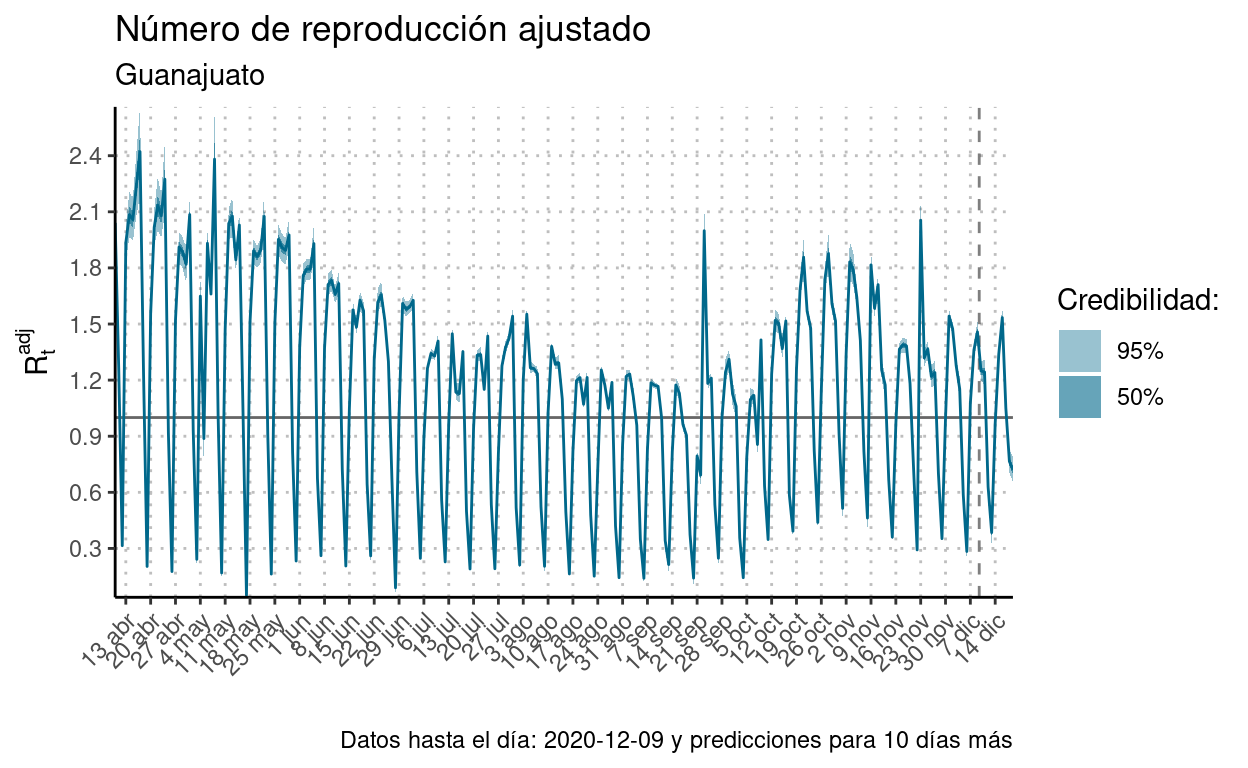 Número de reproducción ajustado
Guanajuato
R_t^adj
2.4
2.1
1.8
1.5
1.2
0.9
0.6
0.3
13 abr
20 abr
27 abr
4 may
11 may
18 may
25 may
1 jun
8 jun
15 jun
22 jun
29 jun
6 jul
13 jul
20 jul
27 jul
3 ago
10 ago
17 ago
24 ago
31 ago
7 sep
14 sep
21 sep
28 sep
5 oct
12 oct
19 oct
26 oct
2 nov
9 nov
16 nov
23 nov
30 nov
7 dic
14 dic
Credibilidad:
95%
50%
Datos hasta el día: 2020-12-09 y predicciones para 10 días más